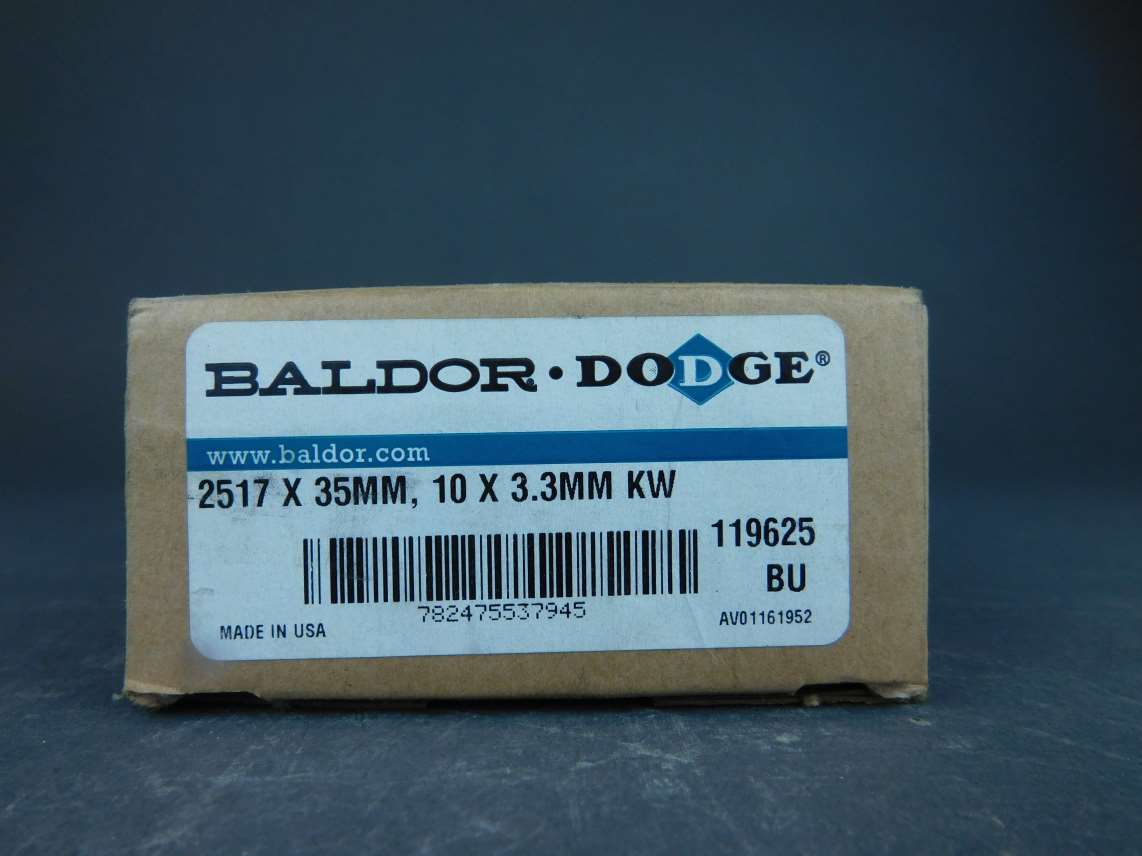 BALDOR · DODGE®
www.baldor.com
2517 X 35MM, 10 X 3.3MM KW
119625
BU
782475537945
MADE IN USA
AV01161952